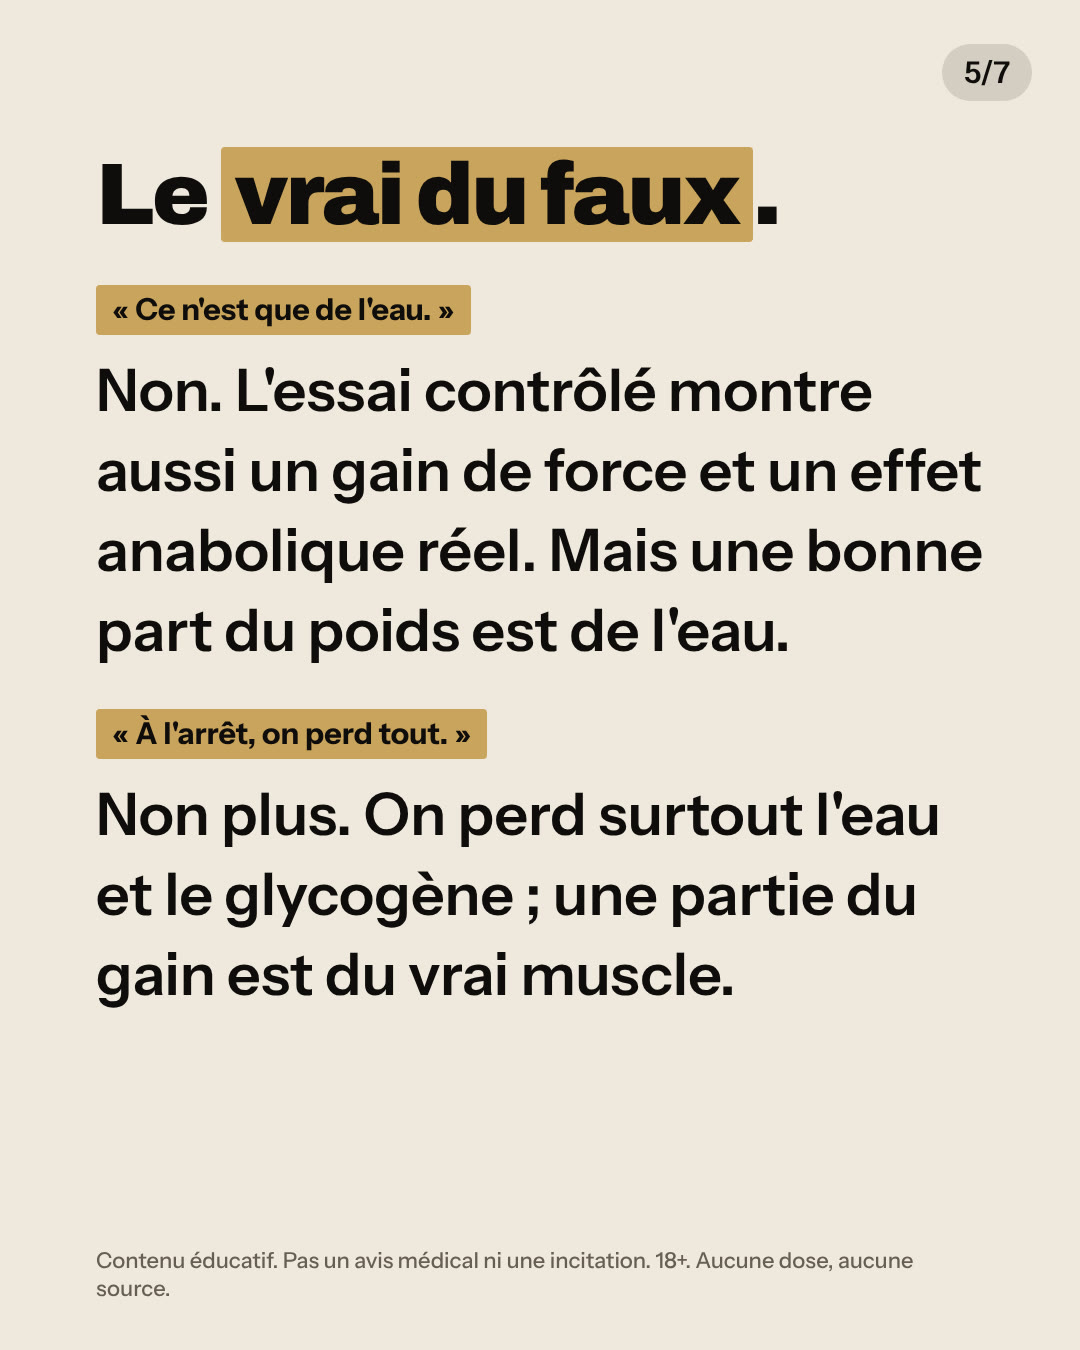 5/7
Le vrai du faux.
« Ce n'est que de l'eau. »
Non. L'essai contrôlé montre
aussi un gain de force et un effet
anabolique réel. Mais une bonne
part du poids est de l'eau.
« À l'arrêt, on perd tout. »
Non plus. On perd surtout l'eau
et le glycogène ; une partie du
gain est du vrai muscle.
Contenu éducatif. Pas un avis médical ni une incitation. 18+. Aucune dose, aucune
source.